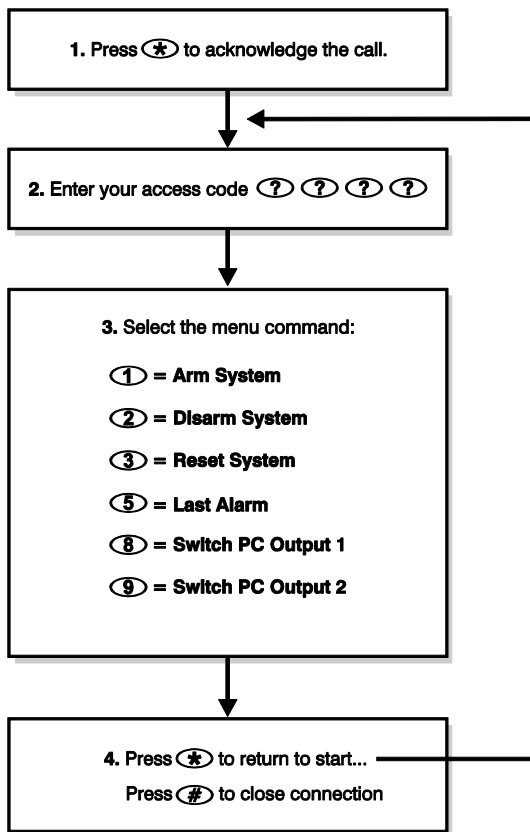 1. Press * to acknowledge the call.
2. Enter your access code ? ? ? ?
3. Select the menu command:
1 = Arm System
2 = Disarm System
3 = Reset System
5 = Last Alarm
8 = Switch PC Output 1
9 = Switch PC Output 2
4. Press * to return to start...
Press # to close connection